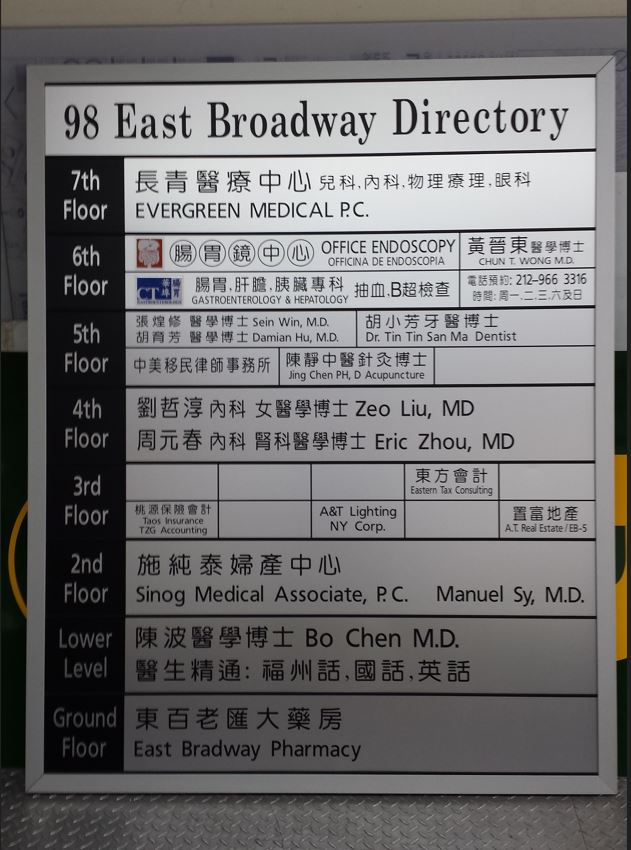 98 East Broadway Directory
7th Floor
長青醫療中心 兒科,內科,物理療理,眼科
EVERGREEN MEDICAL P.C.
6th Floor
腸胃鏡中心 OFFICE ENDOSCOPY
OFFICINA DE ENDOSCOPIA
黃晉東醫學博士
CHUN T. WONG M.D.
CT
腸胃,肝膽,胰臟專科 抽血,B超檢查
GASTROENTEROLOGY & HEPATOLOGY
電話預約: 212-966 3316
時間: 周一.二.三.六及日
5th Floor
張煌修 醫學博士 Sein Win, M.D.
胡育芳 醫學博士 Damian Hu, M.D.
胡小芳牙醫博士
Dr. Tin Tin San Ma Dentist
中美移民律師事務所
陳靜中醫針灸博士
Jing Chen PH, D Acupuncture
4th Floor
劉哲淳 內科 女醫學博士 Zeo Liu, MD
周元春 內科 腎科醫學博士 Eric Zhou, MD
3rd Floor
東方會計
Eastern Tax Consulting
桃源保險會計
Taos Insurance
TZG Accounting
A&T Lighting
NY Corp.
置富地產
A.T. Real Estate / EB-5
2nd Floor
施純泰婦產中心
Sinog Medical Associate, P.C. Manuel Sy, M.D.
Lower Level
陳波醫學博士 Bo Chen M.D.
醫生精通: 福州話,國話,英話
Ground Floor
東百老匯大藥房
East Bradway Pharmacy